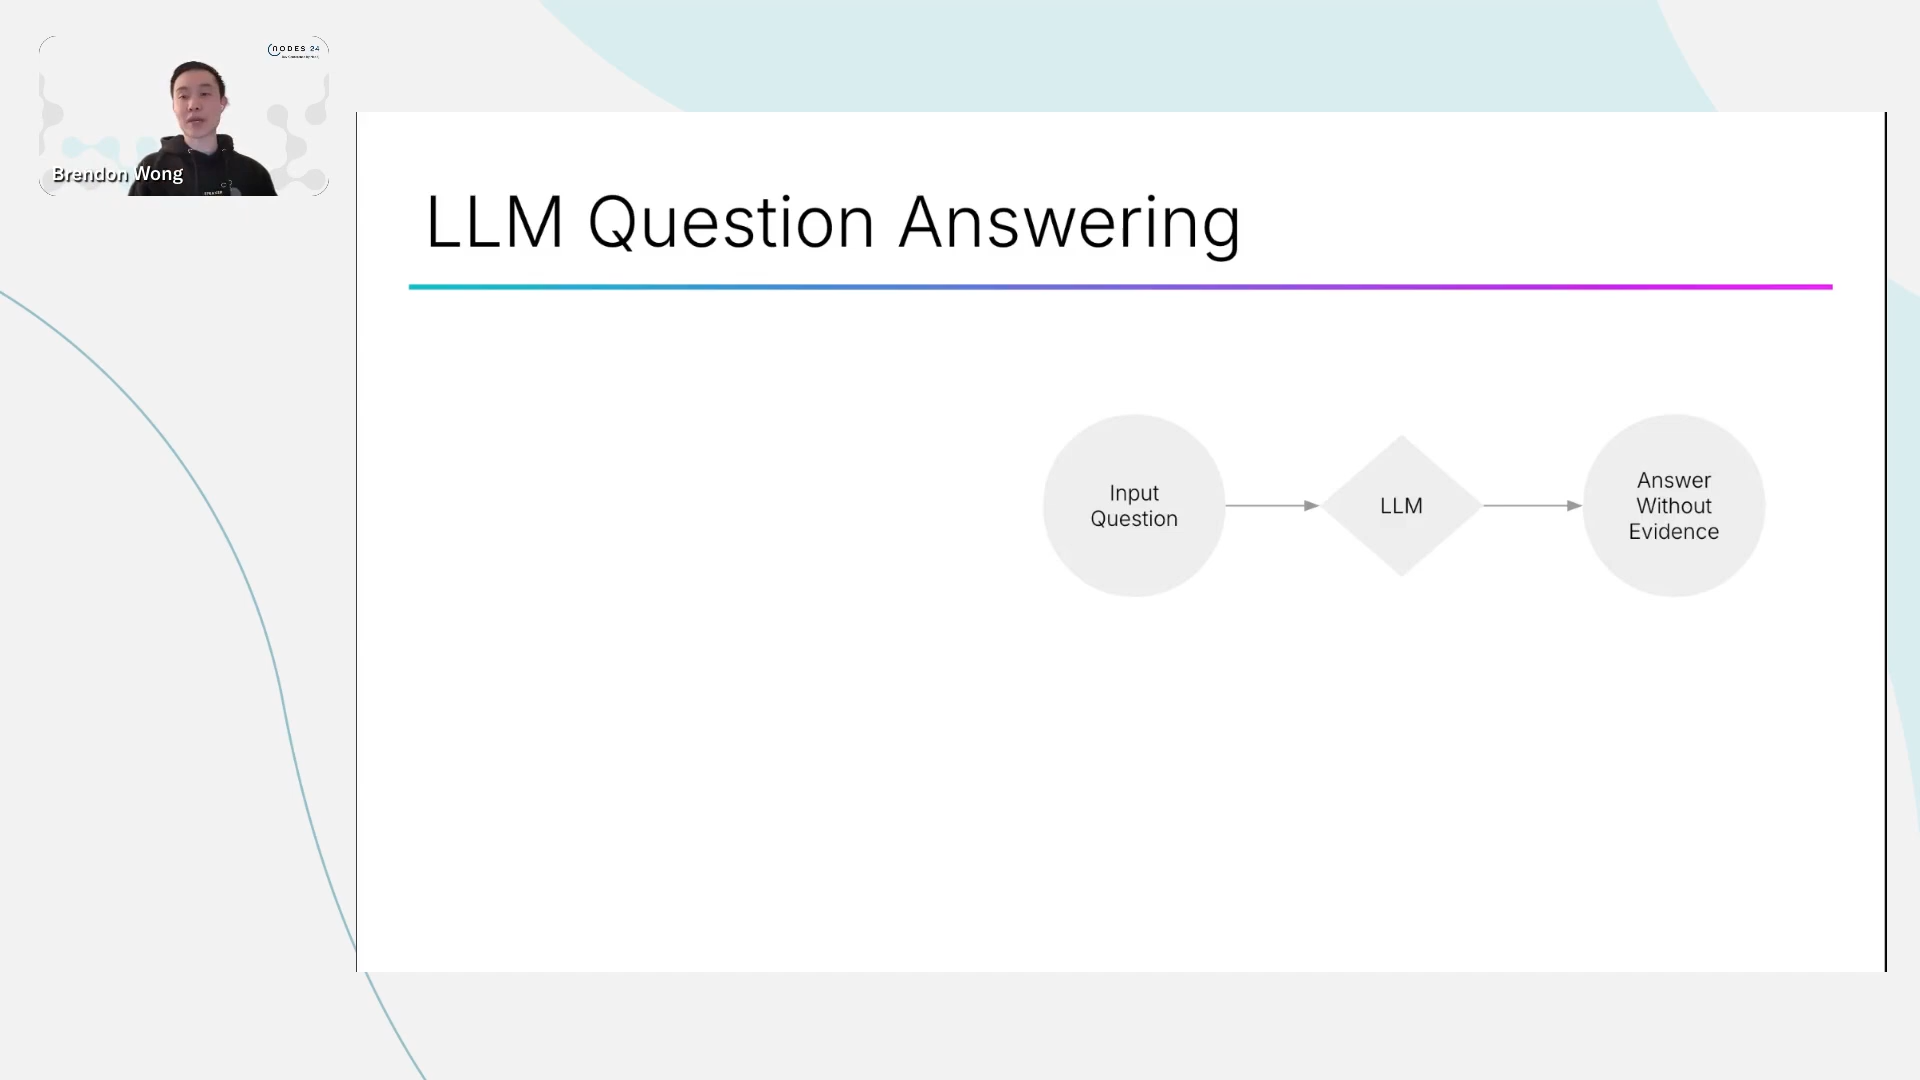 NODES 24
Brendon Wong
LLM Question Answering
Input
Question
LLM
Answer
Without
Evidence